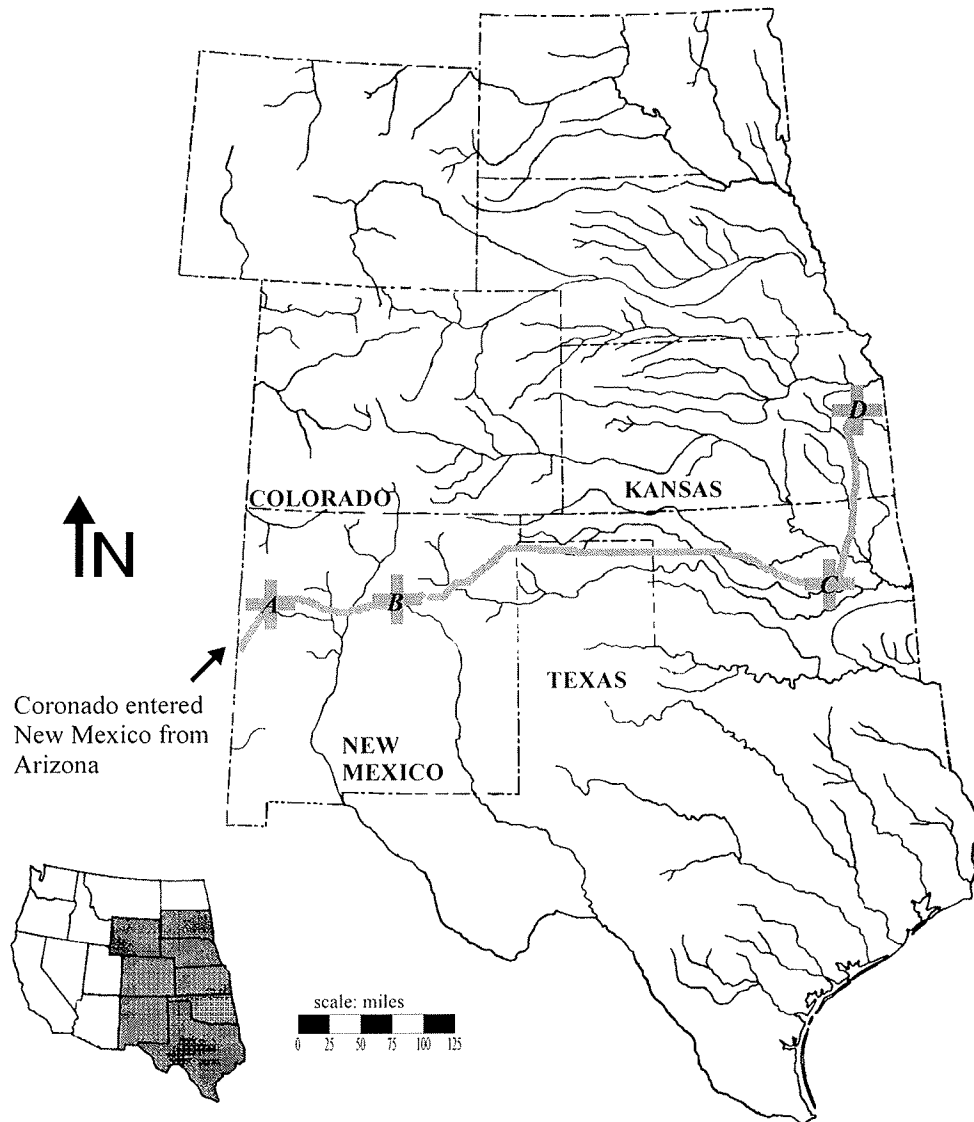 D
COLORADO
KANSAS
N
A
B
C
Coronado entered
New Mexico from
Arizona
TEXAS
NEW
MEXICO
scale: miles
0 25 50 75 100 125